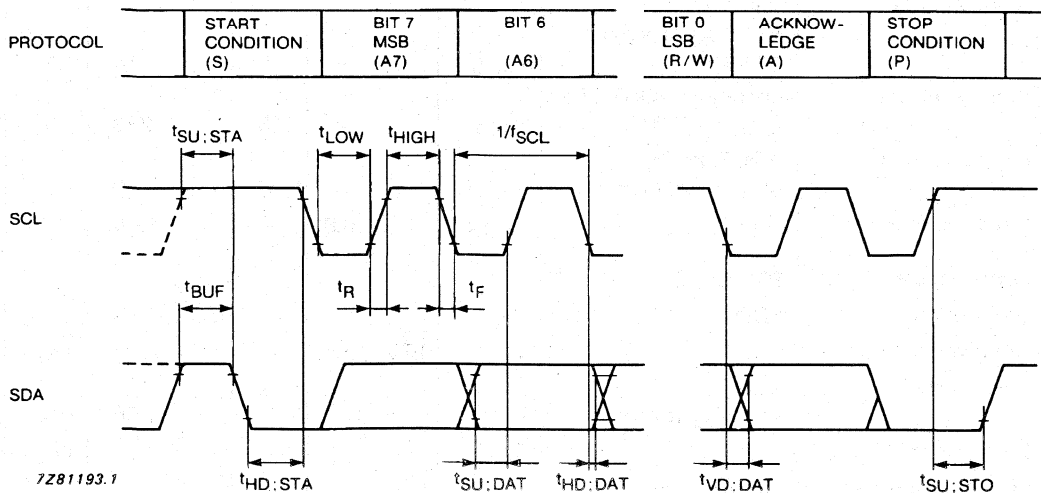 PROTOCOL
START
CONDITION
(S)
BIT 7
MSB
(A7)
BIT 6
(A6)
BIT 0
LSB
(R/W)
ACKNOW-
LEDGE
(A)
STOP
CONDITION
(P)
tSU;STA
tLOW
tHIGH
1/fSCL
SCL
tBUF
tR
tF
SDA
tHD;STA
tSU;DAT
tHD;DAT
tVD;DAT
tSU;STO
7Z81193.1